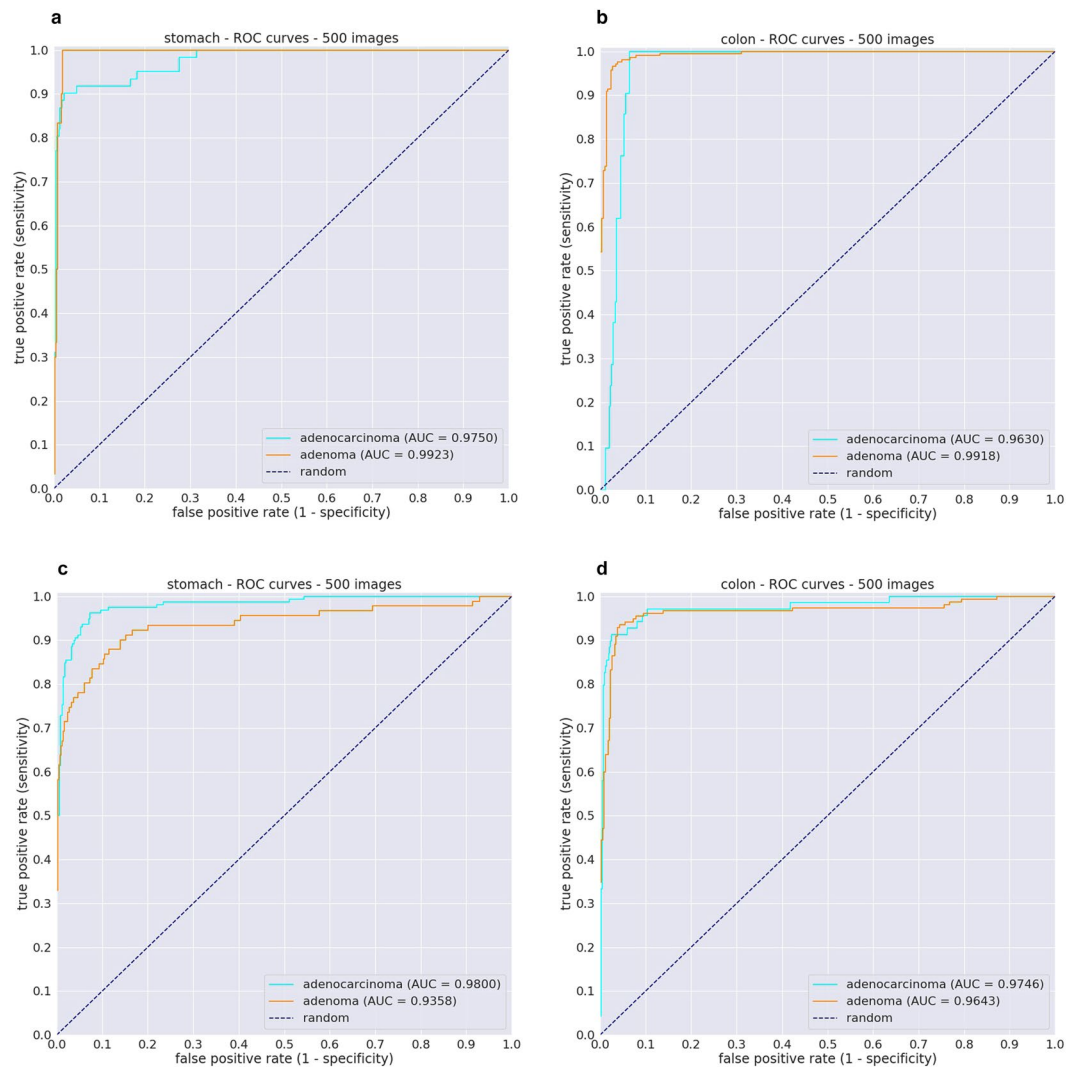 a
stomach - ROC curves - 500 images
true positive rate (sensitivity)
1.0
0.9
0.8
0.7
0.6
0.5
0.4
0.3
0.2
0.1
0.0
adenocarcinoma (AUC = 0.9750)
adenoma (AUC = 0.9923)
random
0.0 0.1 0.2 0.3 0.4 0.5 0.6 0.7 0.8 0.9 1.0
false positive rate (1 - specificity)
b
colon - ROC curves - 500 images
true positive rate (sensitivity)
1.0
0.9
0.8
0.7
0.6
0.5
0.4
0.3
0.2
0.1
0.0
adenocarcinoma (AUC = 0.9630)
adenoma (AUC = 0.9918)
random
0.0 0.1 0.2 0.3 0.4 0.5 0.6 0.7 0.8 0.9 1.0
false positive rate (1 - specificity)
c
stomach - ROC curves - 500 images
true positive rate (sensitivity)
1.0
0.9
0.8
0.7
0.6
0.5
0.4
0.3
0.2
0.1
0.0
adenocarcinoma (AUC = 0.9800)
adenoma (AUC = 0.9358)
random
0.0 0.1 0.2 0.3 0.4 0.5 0.6 0.7 0.8 0.9 1.0
false positive rate (1 - specificity)
d
colon - ROC curves - 500 images
true positive rate (sensitivity)
1.0
0.9
0.8
0.7
0.6
0.5
0.4
0.3
0.2
0.1
0.0
adenocarcinoma (AUC = 0.9746)
adenoma (AUC = 0.9643)
random
0.0 0.1 0.2 0.3 0.4 0.5 0.6 0.7 0.8 0.9 1.0
false positive rate (1 - specificity)